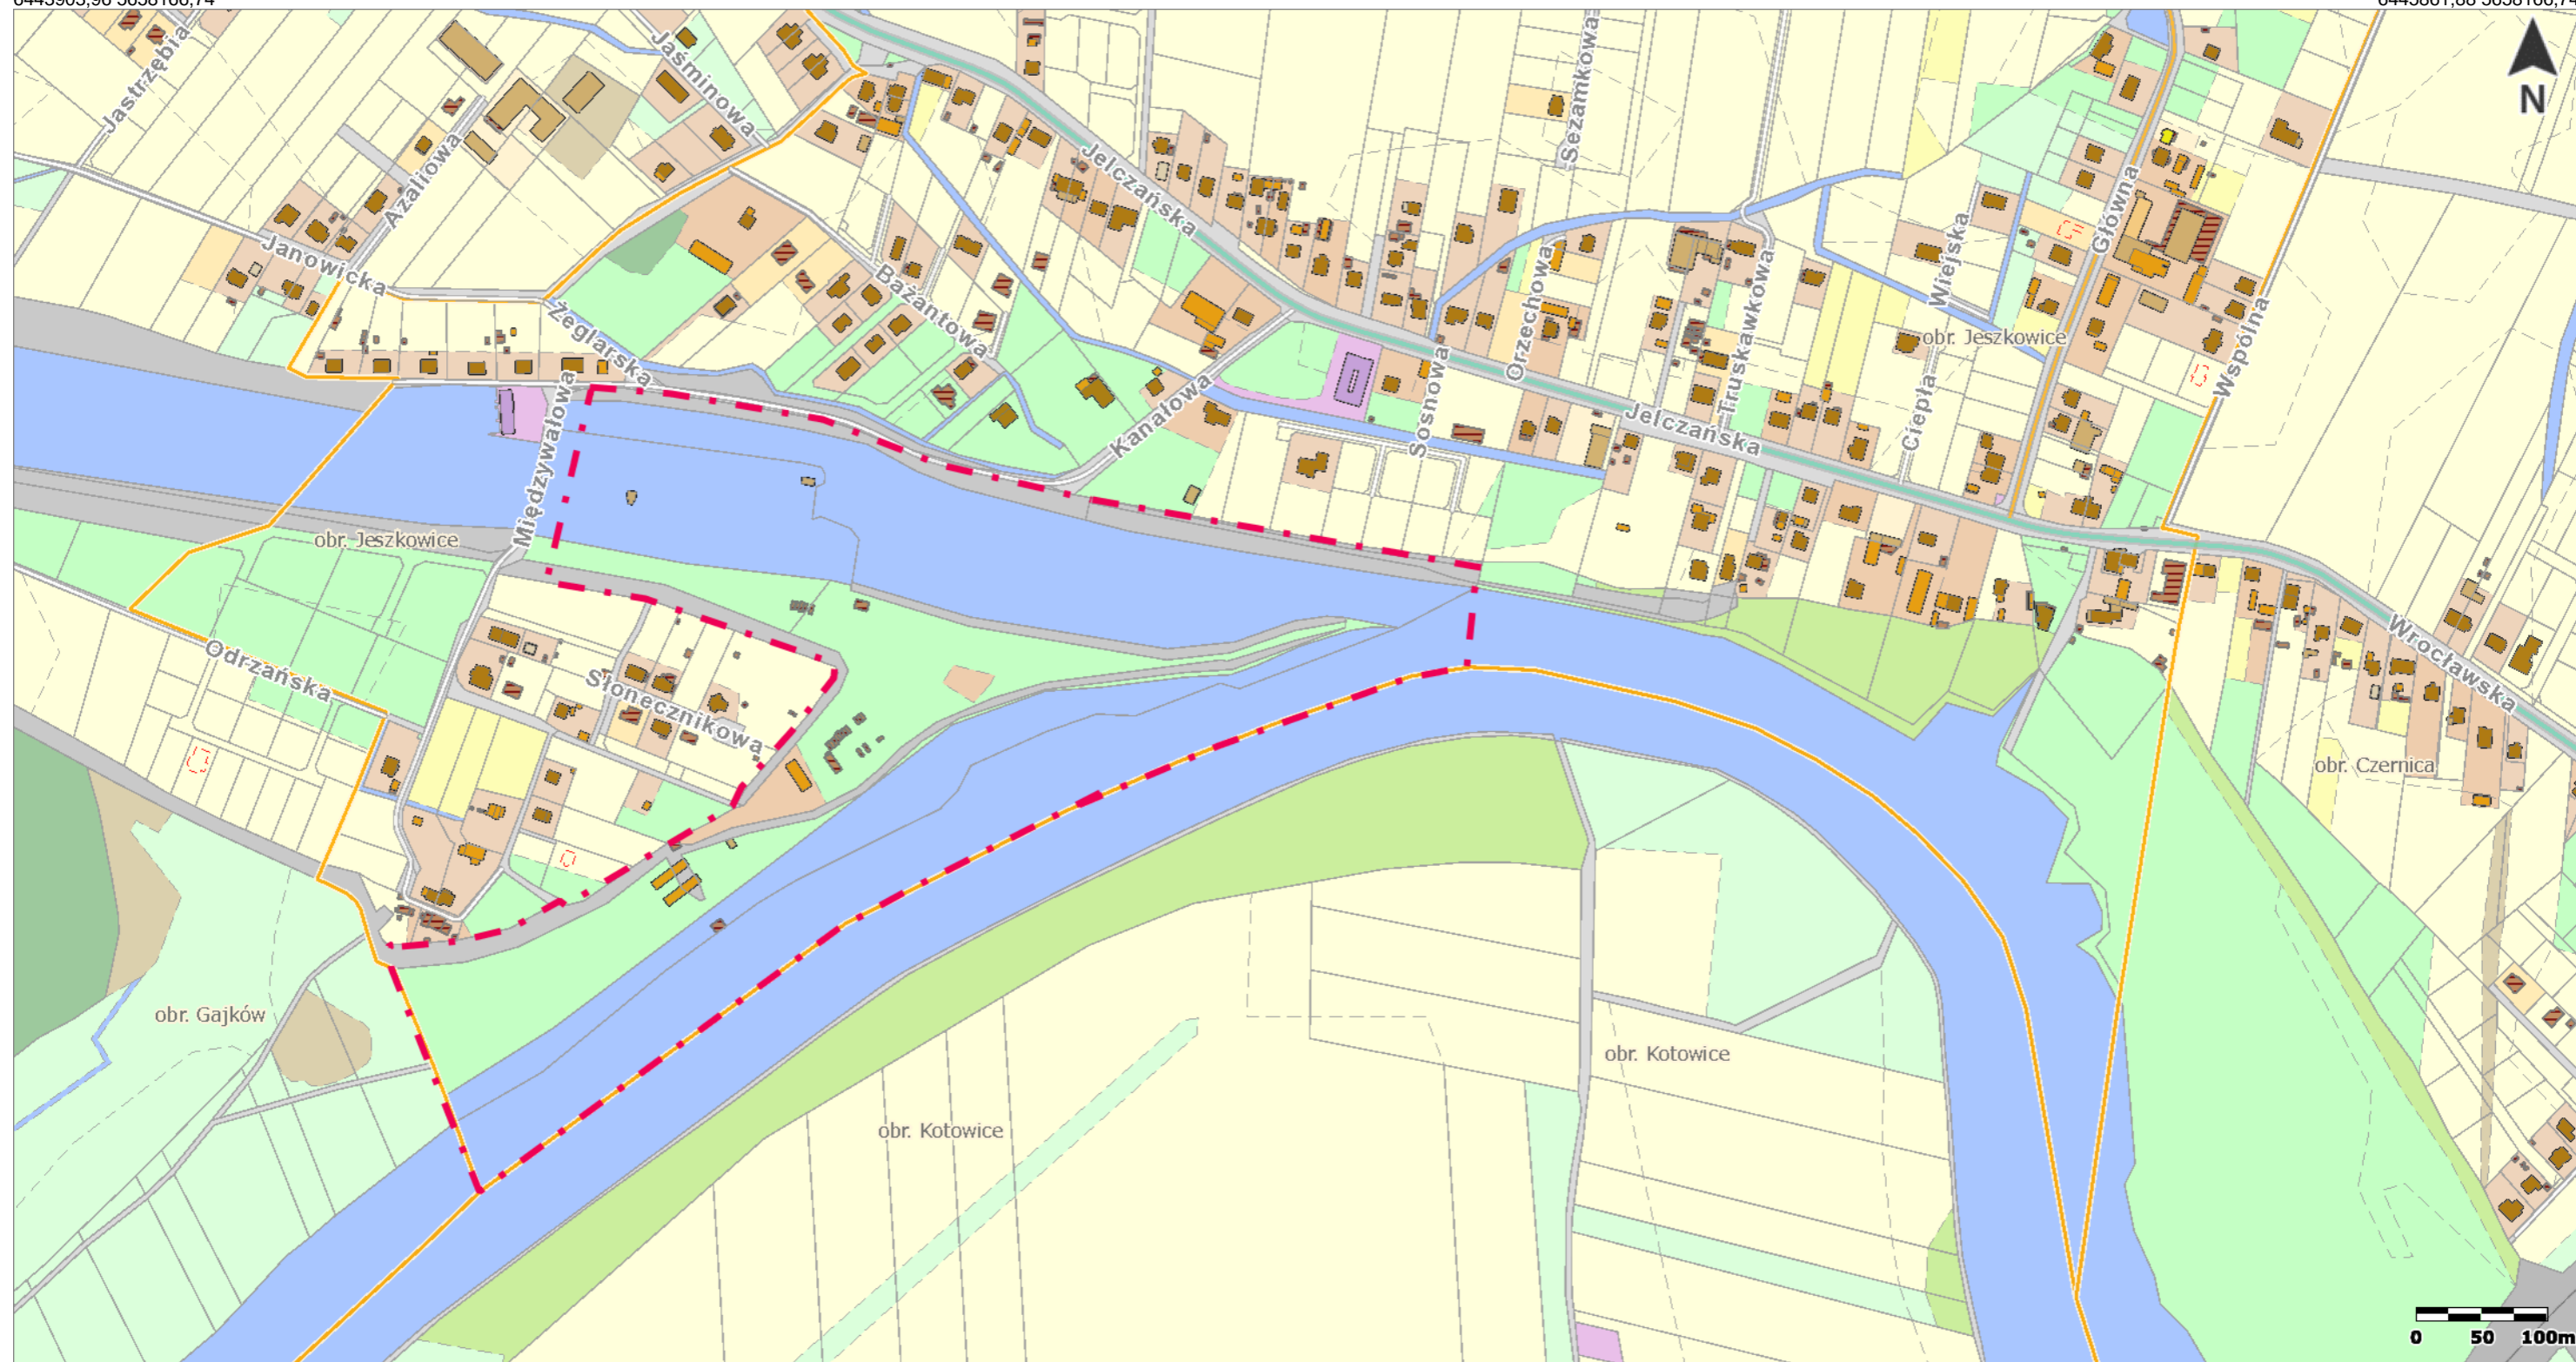 Jastrzębia
Jaśminowa
Sezamkowa
N
Azaliowa
Jelczańska
Główna
Janowicka
Bażantowa
Wiejska
Żeglarska
Orzechowa
Truskawkowa
obr. Jeszkowice
Wspólna
Sosnowa
Kanałowa
Ciepła
Jelczańska
Międzywałowa
obr. Jeszkowice
Odrzańska
Słonecznikowa
Wrocławska
obr. Czernica
obr. Gajków
obr. Kotowice
obr. Kotowice
0 50 100m